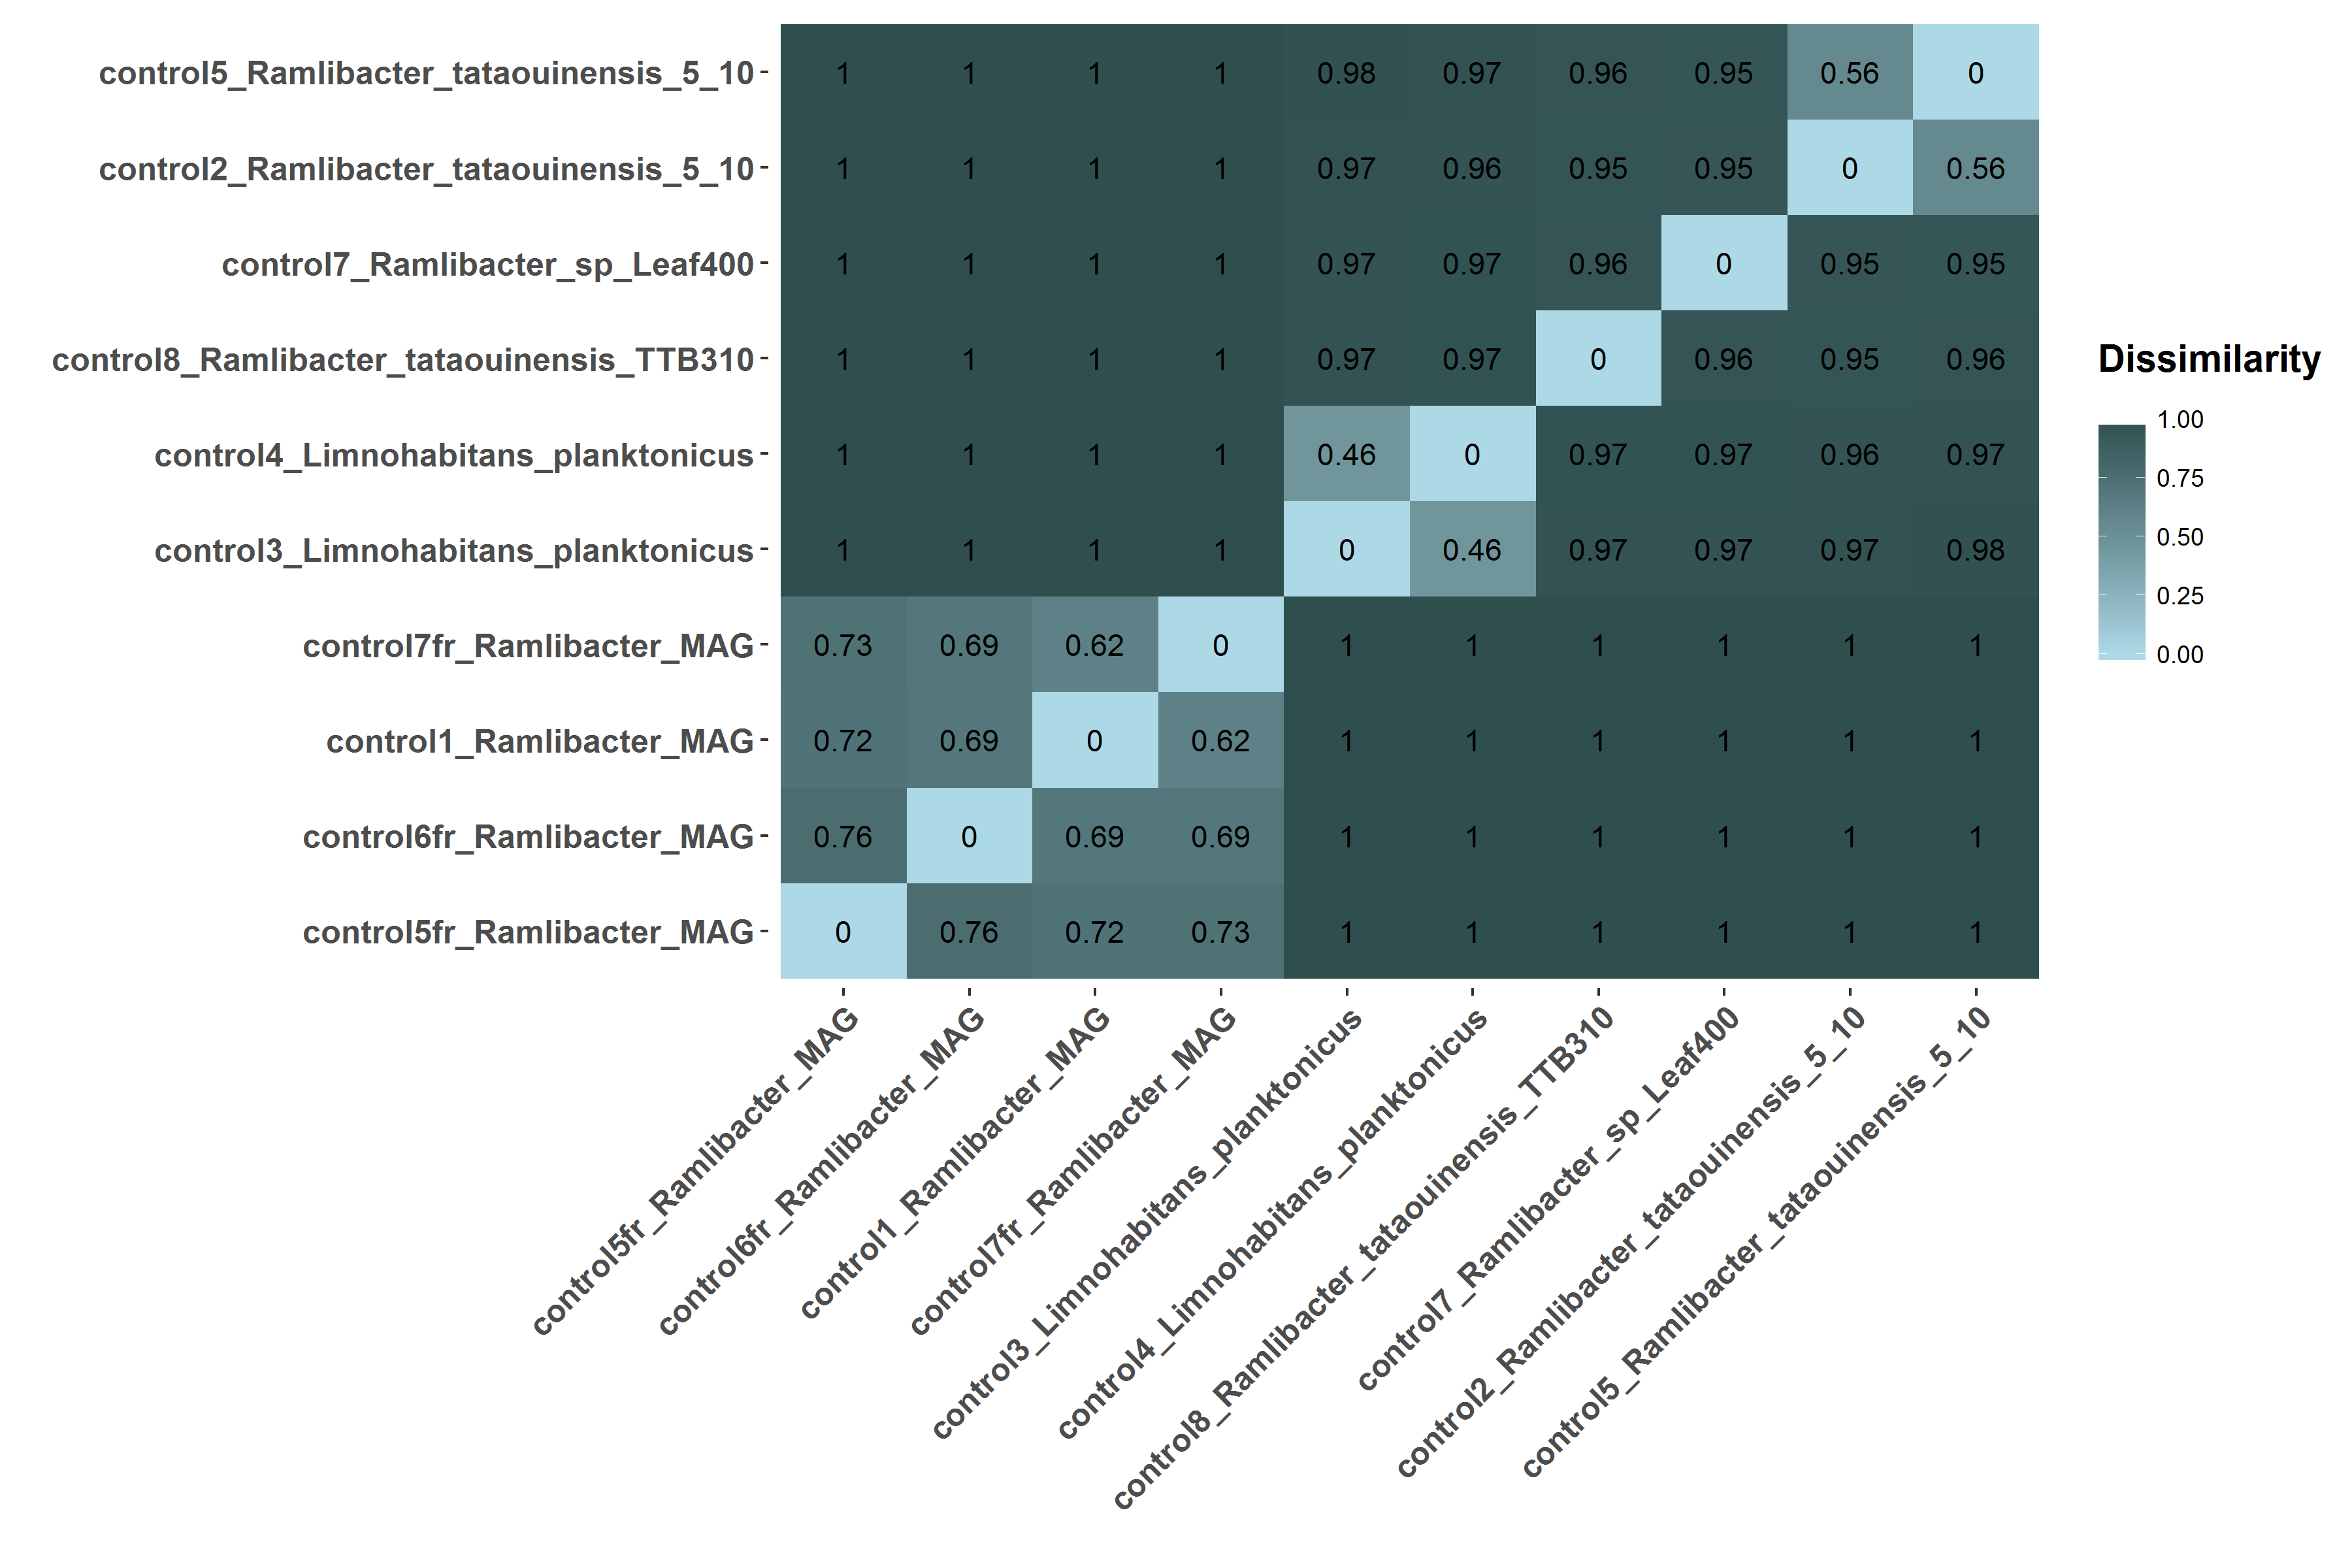 control5_Ramlibacter_tataouinensis_5_10 1 1 1 1 0.98 0.97 0.96 0.95 0.56 0
control2_Ramlibacter_tataouinensis_5_10 1 1 1 1 0.97 0.96 0.95 0.95 0 0.56
control7_Ramlibacter_sp_Leaf400 1 1 1 1 0.97 0.97 0.96 0 0.95 0.95
control8_Ramlibacter_tataouinensis_TTB310 1 1 1 1 0.97 0.97 0 0.96 0.95 0.96
control4_Limnohabitans_planktonicus 1 1 1 1 0.46 0 0.97 0.97 0.96 0.97
control3_Limnohabitans_planktonicus 1 1 1 1 0 0.46 0.97 0.97 0.97 0.98
control7fr_Ramlibacter_MAG 0.73 0.69 0.62 0 1 1 1 1 1 1
control1_Ramlibacter_MAG 0.72 0.69 0 0.62 1 1 1 1 1 1
control6fr_Ramlibacter_MAG 0.76 0 0.69 0.69 1 1 1 1 1 1
control5fr_Ramlibacter_MAG 0 0.76 0.72 0.73 1 1 1 1 1 1
control5fr_Ramlibacter_MAG
control6fr_Ramlibacter_MAG
control1_Ramlibacter_MAG
control7fr_Ramlibacter_MAG
control3_Limnohabitans_planktonicus
control4_Limnohabitans_planktonicus
control8_Ramlibacter_tataouinensis_TTB310
control7_Ramlibacter_sp_Leaf400
control2_Ramlibacter_tataouinensis_5_10
control5_Ramlibacter_tataouinensis_5_10
Dissimilarity
1.00
0.75
0.50
0.25
0.00